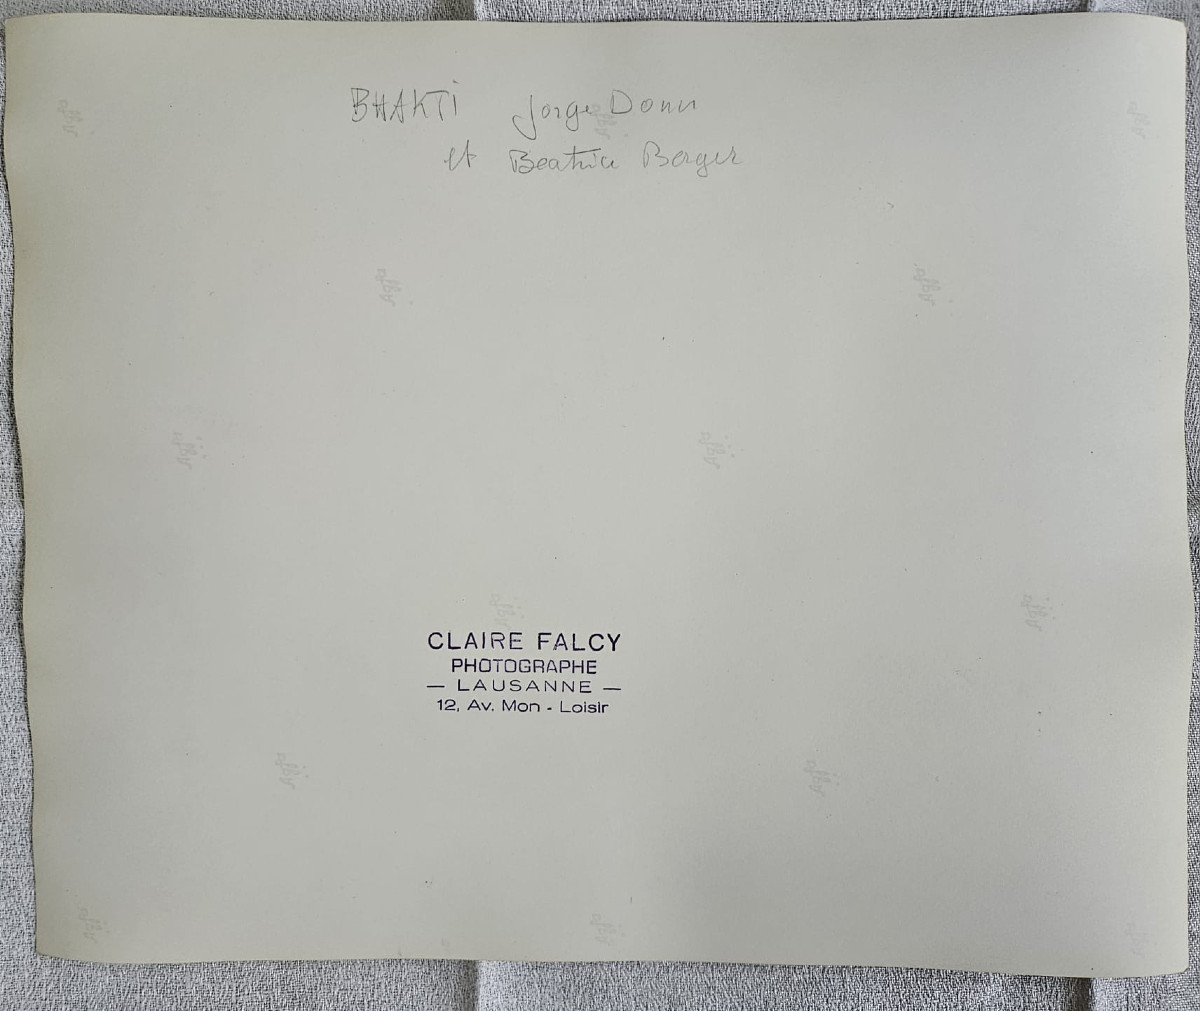 BHAKTI Jorge Donn
et Beatrice Berger
CLAIRE FALCY
PHOTOGRAPHE
— LAUSANNE —
12, Av. Mon - Loisir